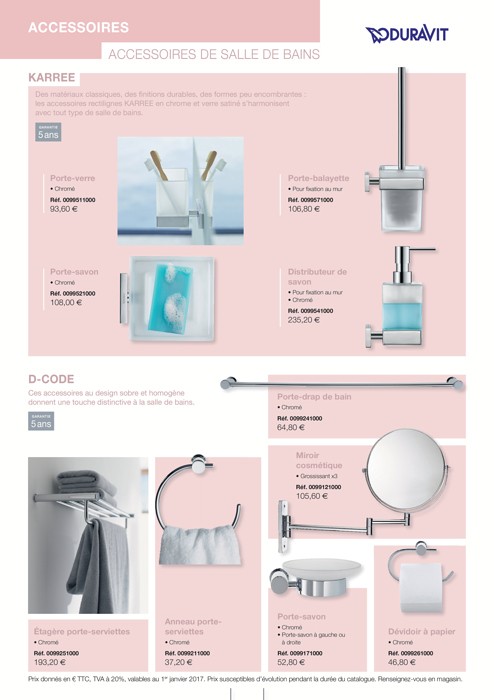 ACCESSOIRES
DURAVIT
ACCESSOIRES DE SALLE DE BAINS
KARREE
Des matériaux classiques, des finitions durables, des formes peu encombrantes :
les accessoires rectilignes KARREE en chrome et verre satiné s'harmonisent
avec tout type de salle de bains.
GARANTIE
5 ans
Porte-verre
• Chromé
Réf. 0099511000
93,60 €
Porte-balayette
• Pour fixation au mur
Réf. 0099571000
106,80 €
Porte-savon
• Chromé
Réf. 0099521000
108,00 €
Distributeur de
savon
• Pour fixation au mur
• Chromé
Réf. 0099541000
235,20 €
D-CODE
Ces accessoires au design sobre et homogène
donnent une touche distinctive à la salle de bains.
GARANTIE
5 ans
Porte-drap de bain
• Chromé
Réf. 0099241000
64,80 €
Miroir
cosmétique
• Grossissant x3
Réf. 0099121000
105,60 €
Étagère porte-serviettes
• Chromé
Réf. 0099251000
193,20 €
Anneau porte-
serviettes
• Chromé
Réf. 0099211000
37,20 €
Porte-savon
• Chromé
• Porte-savon à gauche ou
à droite
Réf. 0099171000
52,80 €
Dévidoir à papier
• Chromé
Réf. 0099261000
46,80 €
Prix donnés en € TTC, TVA à 20%, valables au 1er janvier 2017. Prix susceptibles d'évolution pendant la durée du catalogue. Renseignez-vous en magasin.